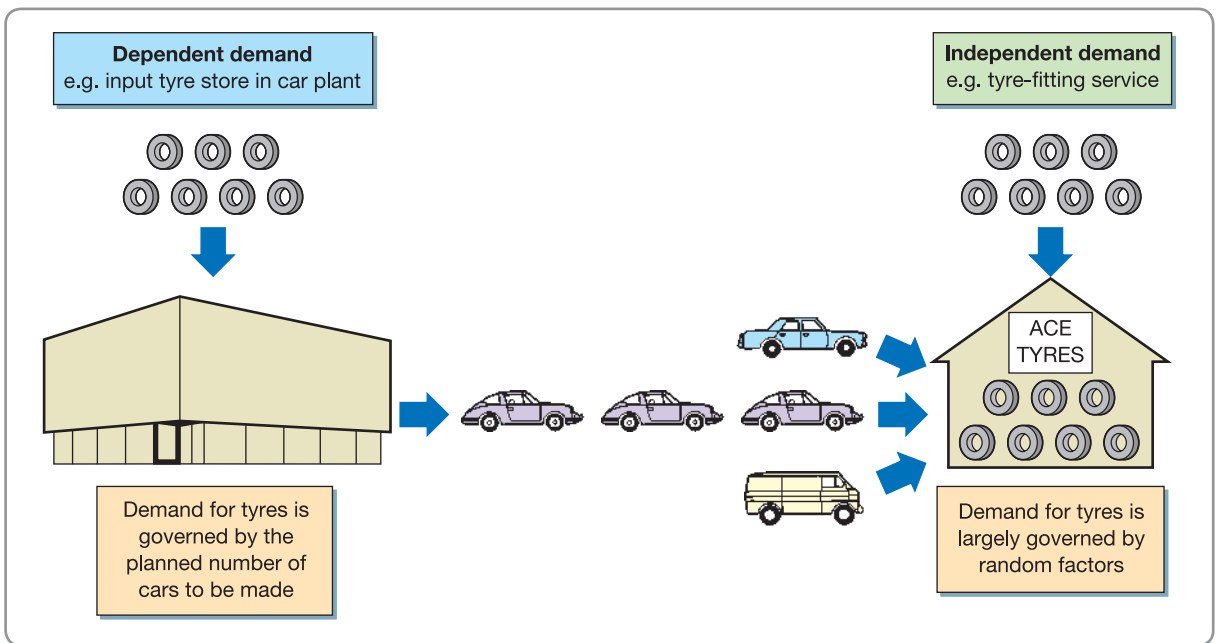 Dependent demand
e.g. input tyre store in car plant
Independent demand
e.g. tyre-fitting service
ACE
TYRES
Demand for tyres is
governed by the
planned number of
cars to be made
Demand for tyres is
largely governed by
random factors